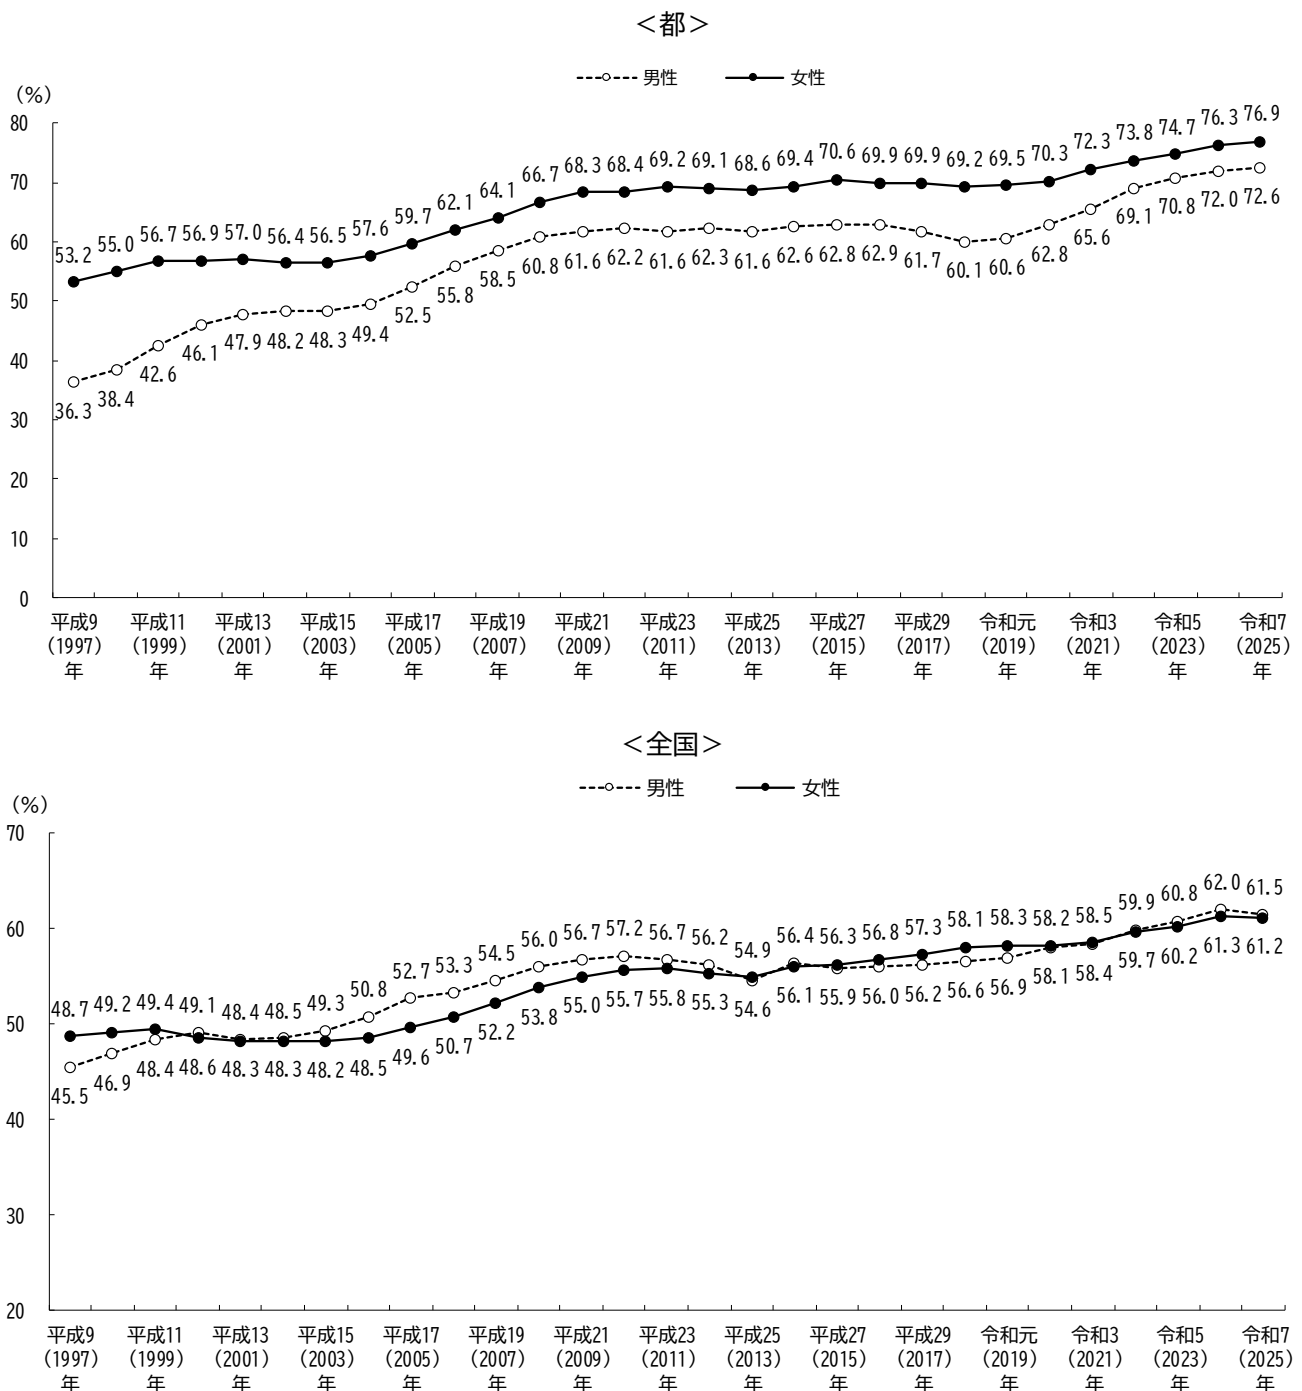 ＜都＞
男性 女性
（％）
80
70
60
50
40
30
20
10
0
53.2 55.0 56.7 56.9 57.0 56.4 56.5 57.6 59.7 62.1 64.1 66.7 68.3 68.4 69.2 69.1 68.6 69.4 70.6 69.9 69.9 69.2 69.5 70.3 72.3 73.8 74.7 76.3 76.9
36.3 38.4 42.6 46.1 47.9 48.2 48.3 49.4 52.5 55.8 58.5 60.8 61.6 62.2 61.6 62.3 61.6 62.6 62.8 62.9 61.7 60.1 60.6 62.8 65.6 69.1 70.8 72.0 72.6
平成9 平成11 平成13 平成15 平成17 平成19 平成21 平成23 平成25 平成27 平成29 令和元 令和3 令和5 令和7
（1997） （1999） （2001） （2003） （2005） （2007） （2009） （2011） （2013） （2015） （2017） （2019） （2021） （2023） （2025）
年 年 年 年 年 年 年 年 年 年 年 年 年 年 年
＜全国＞
男性 女性
（％）
70
60
50
40
30
20
48.7 49.2 49.4 49.1 48.4 48.5 49.3 50.8 52.7 53.3 54.5 56.0 56.7 57.2 56.7 56.2 54.9 56.4 56.3 56.8 57.3 58.1 58.3 58.2 58.5 59.9 60.8 62.0 61.5
45.5 46.9 48.4 48.6 48.3 48.3 48.2 48.5 49.6 50.7 52.2 53.8 55.0 55.7 55.8 55.3 54.6 56.1 55.9 56.0 56.2 56.6 56.9 58.1 58.4 59.7 60.2 61.3 61.2
平成9 平成11 平成13 平成15 平成17 平成19 平成21 平成23 平成25 平成27 平成29 令和元 令和3 令和5 令和7
（1997） （1999） （2001） （2003） （2005） （2007） （2009） （2011） （2013） （2015） （2017） （2019） （2021） （2023） （2025）
年 年 年 年 年 年 年 年 年 年 年 年 年 年 年